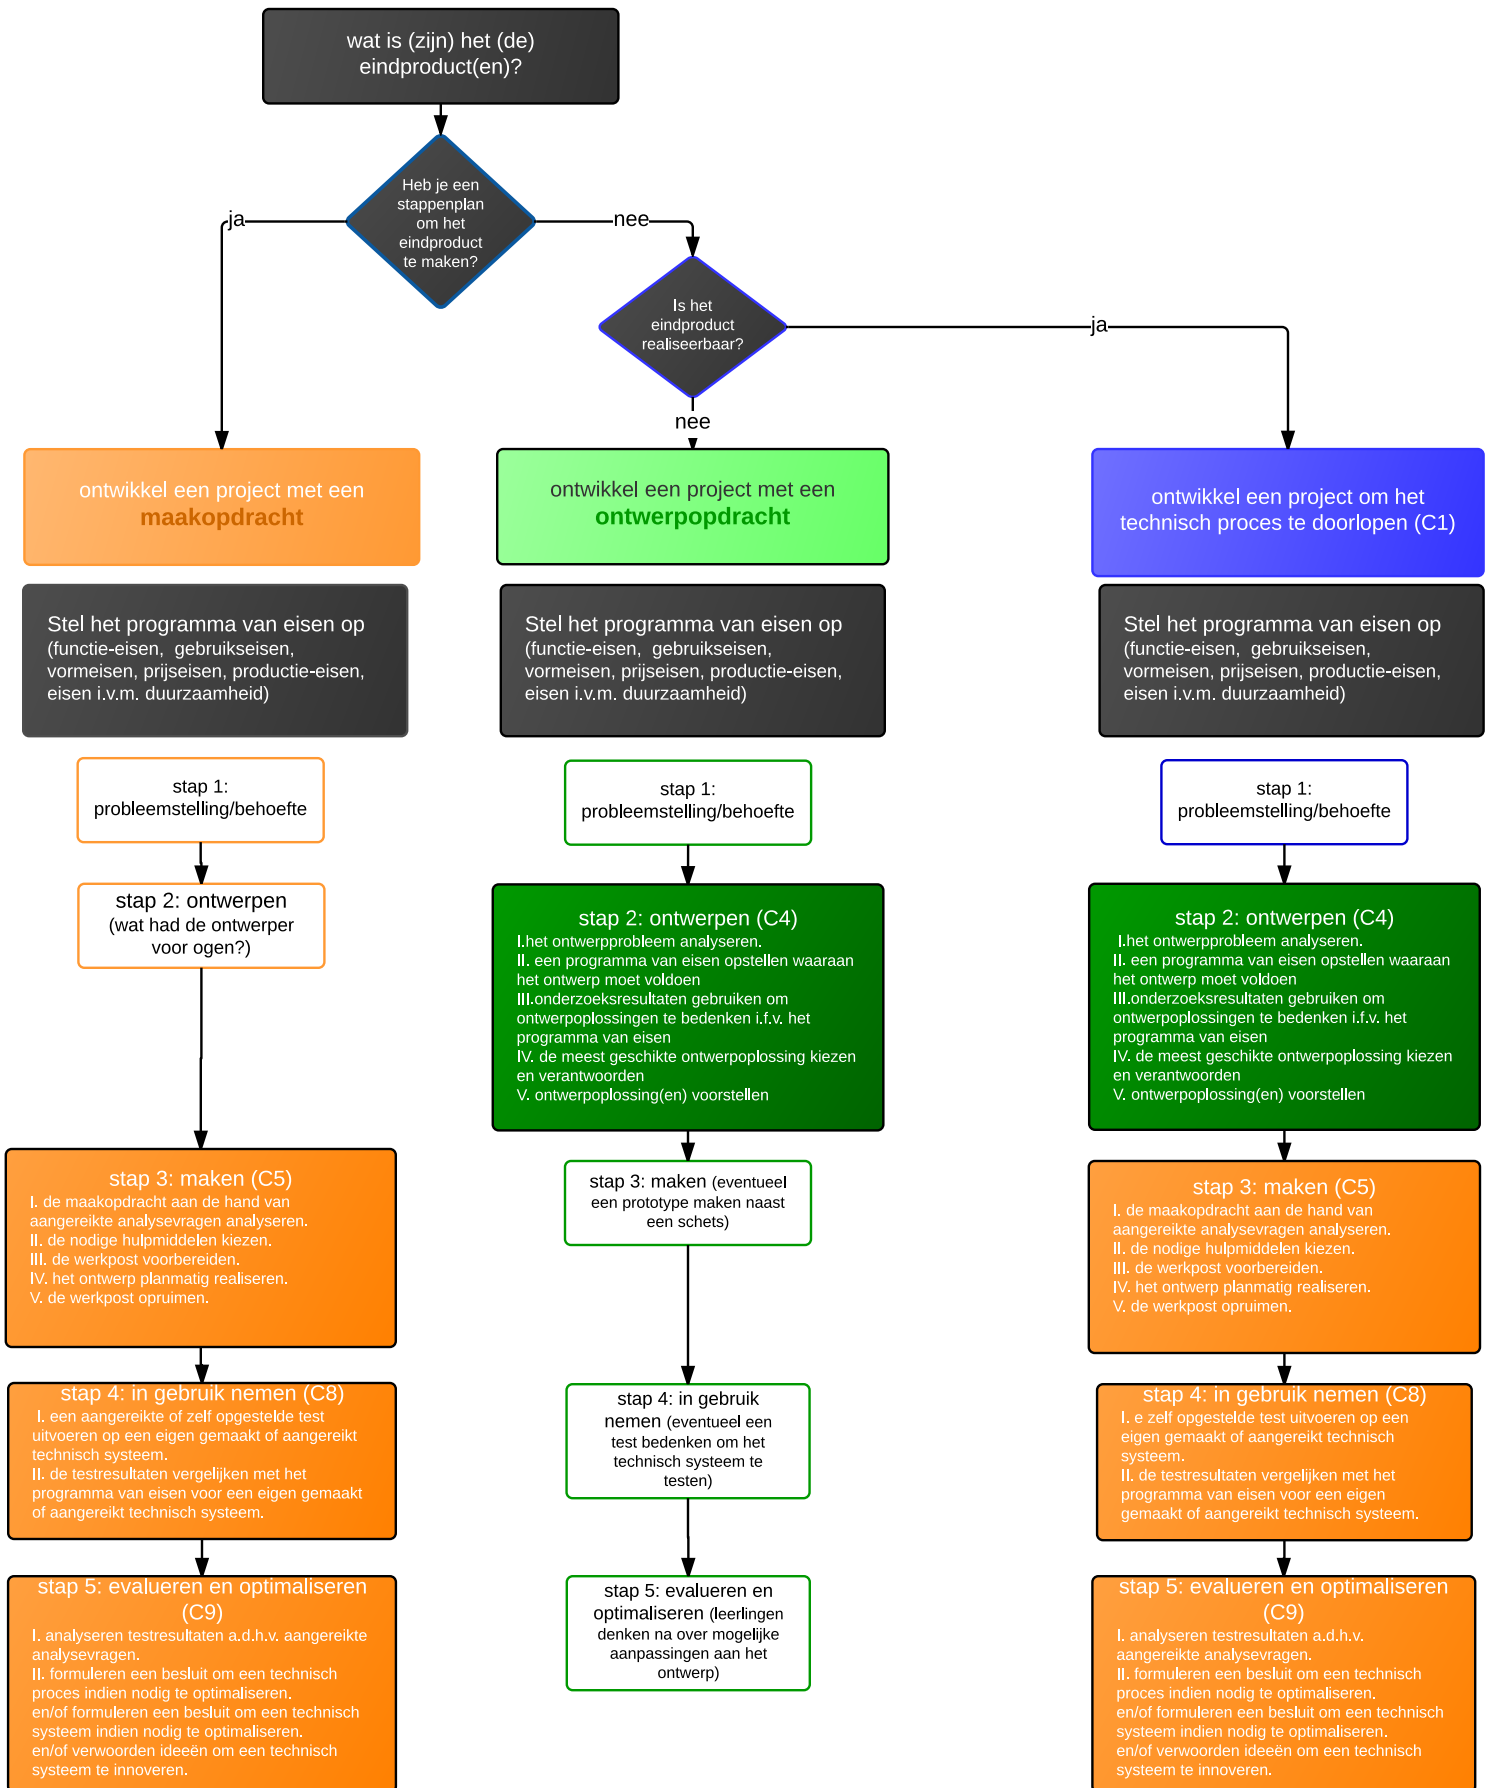 wat is (zijn) het (de)
eindproduct(en)?
Heb je een
stappenplan
om het
eindproduct
te maken?
ja
nee
Is het
eindproduct
realiseerbaar?
ja
nee
ontwikkel een project met een
maakopdracht
Stel het programma van eisen op
(functie-eisen, gebruikseisen,
vormeisen, prijseisen, productie-eisen,
eisen i.v.m. duurzaamheid)
stap 1:
probleemstelling/behoefte
stap 2: ontwerpen
(wat had de ontwerper
voor ogen?)
stap 3: maken (C5)
I. de maakopdracht aan de hand van
aangereikte analysevragen analyseren.
II. de nodige hulpmiddelen kiezen.
III. de werkpost voorbereiden.
IV. het ontwerp planmatig realiseren.
V. de werkpost opruimen.
stap 4: in gebruik nemen (C8)
I. een aangereikte of zelf opgestelde test
uitvoeren op een eigen gemaakt of aangereikt
technisch systeem.
II. de testresultaten vergelijken met het
programma van eisen voor een eigen gemaakt
of aangereikt technisch systeem.
stap 5: evalueren en optimaliseren
(C9)
I. analyseren testresultaten a.d.h.v. aangereikte
analysevragen.
II. formuleren een besluit om een technisch
proces indien nodig te optimaliseren.
en/of formuleren een besluit om een technisch
systeem indien nodig te optimaliseren.
en/of verwoorden ideeën om een technisch
systeem te innoveren.
ontwikkel een project met een
ontwerpopdracht
Stel het programma van eisen op
(functie-eisen, gebruikseisen,
vormeisen, prijseisen, productie-eisen,
eisen i.v.m. duurzaamheid)
stap 1:
probleemstelling/behoefte
stap 2: ontwerpen (C4)
I.het ontwerpprobleem analyseren.
II. een programma van eisen opstellen waaraan
het ontwerp moet voldoen
III.onderzoeksresultaten gebruiken om
ontwerpoplossingen te bedenken i.f.v. het
programma van eisen
IV. de meest geschikte ontwerpoplossing kiezen
en verantwoorden
V. ontwerpoplossing(en) voorstellen
stap 3: maken (eventueel
een prototype maken naast
een schets)
stap 4: in gebruik
nemen (eventueel een
test bedenken om het
technisch systeem te
testen)
stap 5: evalueren en
optimaliseren (leerlingen
denken na over mogelijke
aanpassingen aan het
ontwerp)
ontwikkel een project om het
technisch proces te doorlopen (C1)
Stel het programma van eisen op
(functie-eisen, gebruikseisen,
vormeisen, prijseisen, productie-eisen,
eisen i.v.m. duurzaamheid)
stap 1:
probleemstelling/behoefte
stap 2: ontwerpen (C4)
I.het ontwerpprobleem analyseren.
II. een programma van eisen opstellen waaraan
het ontwerp moet voldoen
III.onderzoeksresultaten gebruiken om
ontwerpoplossingen te bedenken i.f.v. het
programma van eisen
IV. de meest geschikte ontwerpoplossing kiezen
en verantwoorden
V. ontwerpoplossing(en) voorstellen
stap 3: maken (C5)
I. de maakopdracht aan de hand van
aangereikte analysevragen analyseren.
II. de nodige hulpmiddelen kiezen.
III. de werkpost voorbereiden.
IV. het ontwerp planmatig realiseren.
V. de werkpost opruimen.
stap 4: in gebruik nemen (C8)
I. e zelf opgestelde test uitvoeren op een
eigen gemaakt of aangereikt technisch
systeem.
II. de testresultaten vergelijken met het
programma van eisen voor een eigen
gemaakt of aangereikt technisch systeem.
stap 5: evalueren en optimaliseren
(C9)
I. analyseren testresultaten a.d.h.v.
aangereikte analysevragen.
II. formuleren een besluit om een technisch
proces indien nodig te optimaliseren.
en/of formuleren een besluit om een technisch
systeem indien nodig te optimaliseren.
en/of verwoorden ideeën om een technisch
systeem te innoveren.